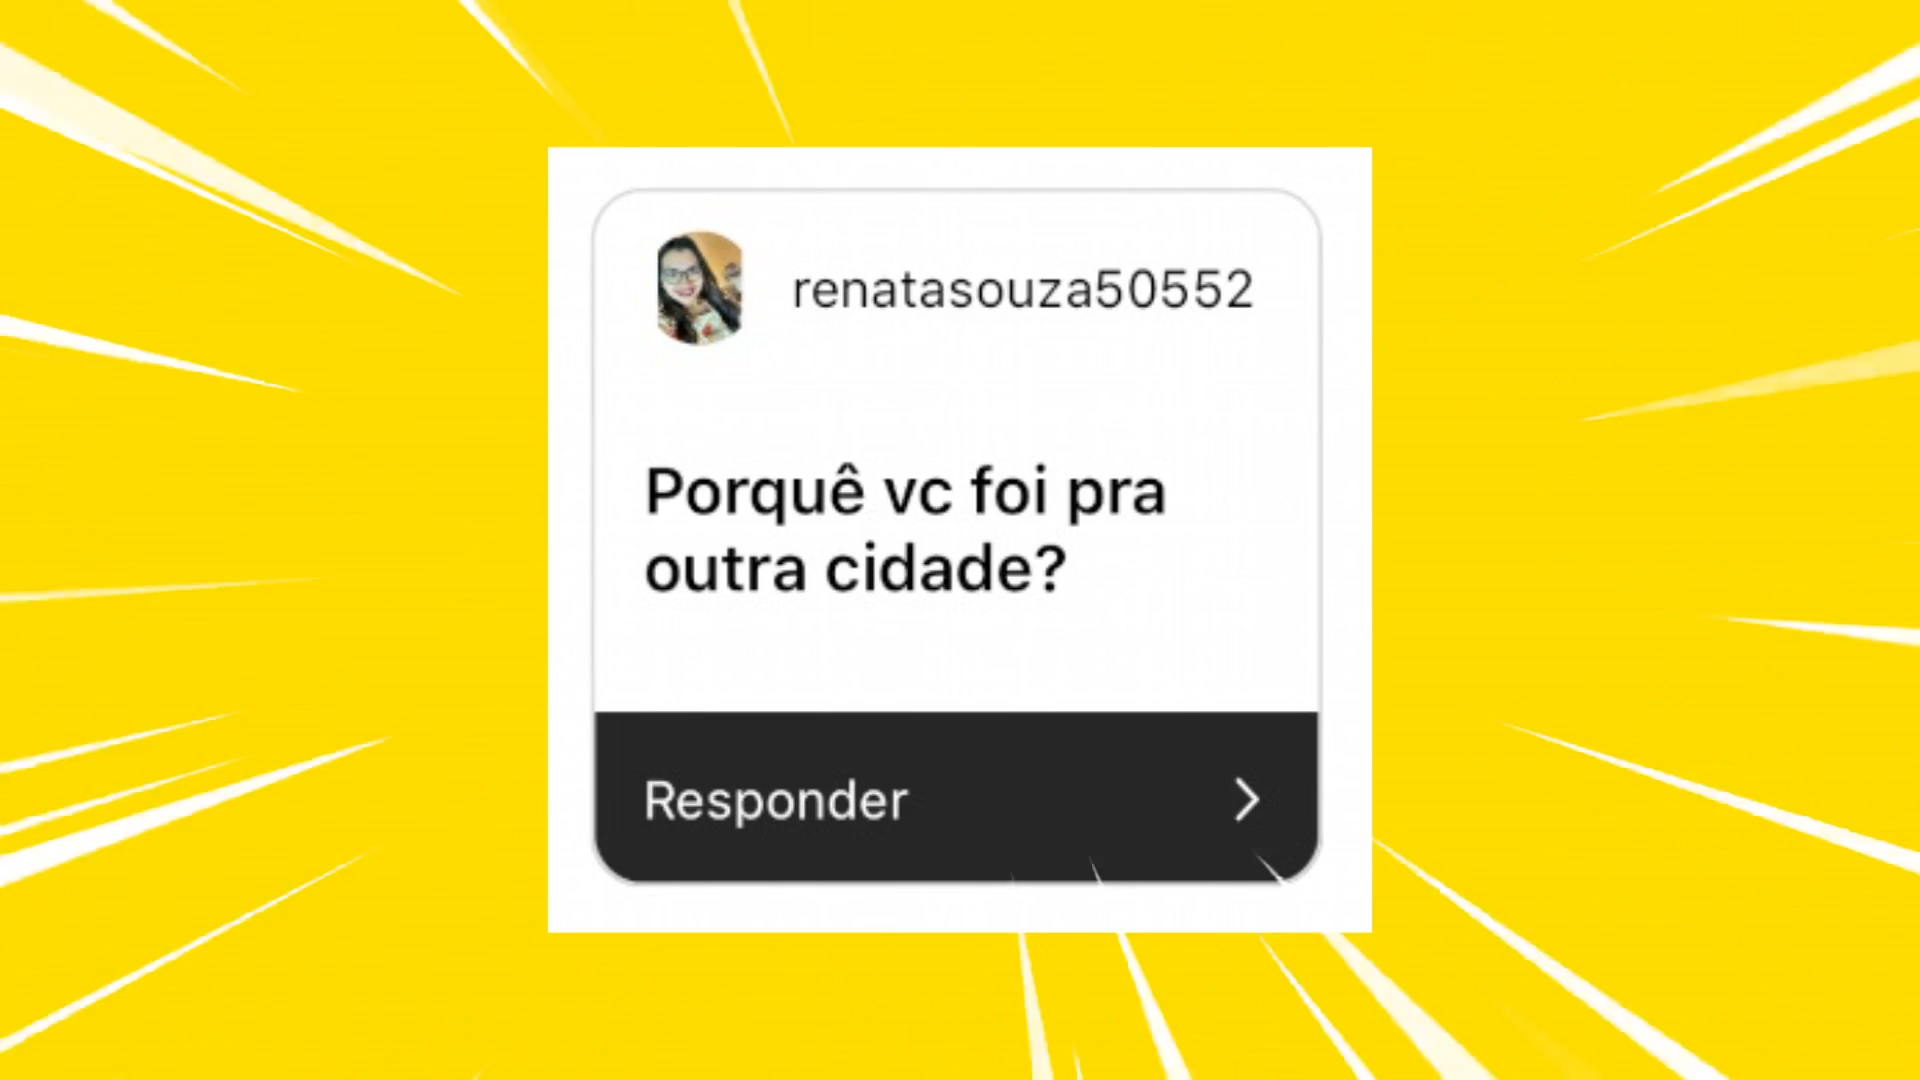 renatasouza50552
Porquê vc foi pra
outra cidade?
Responder